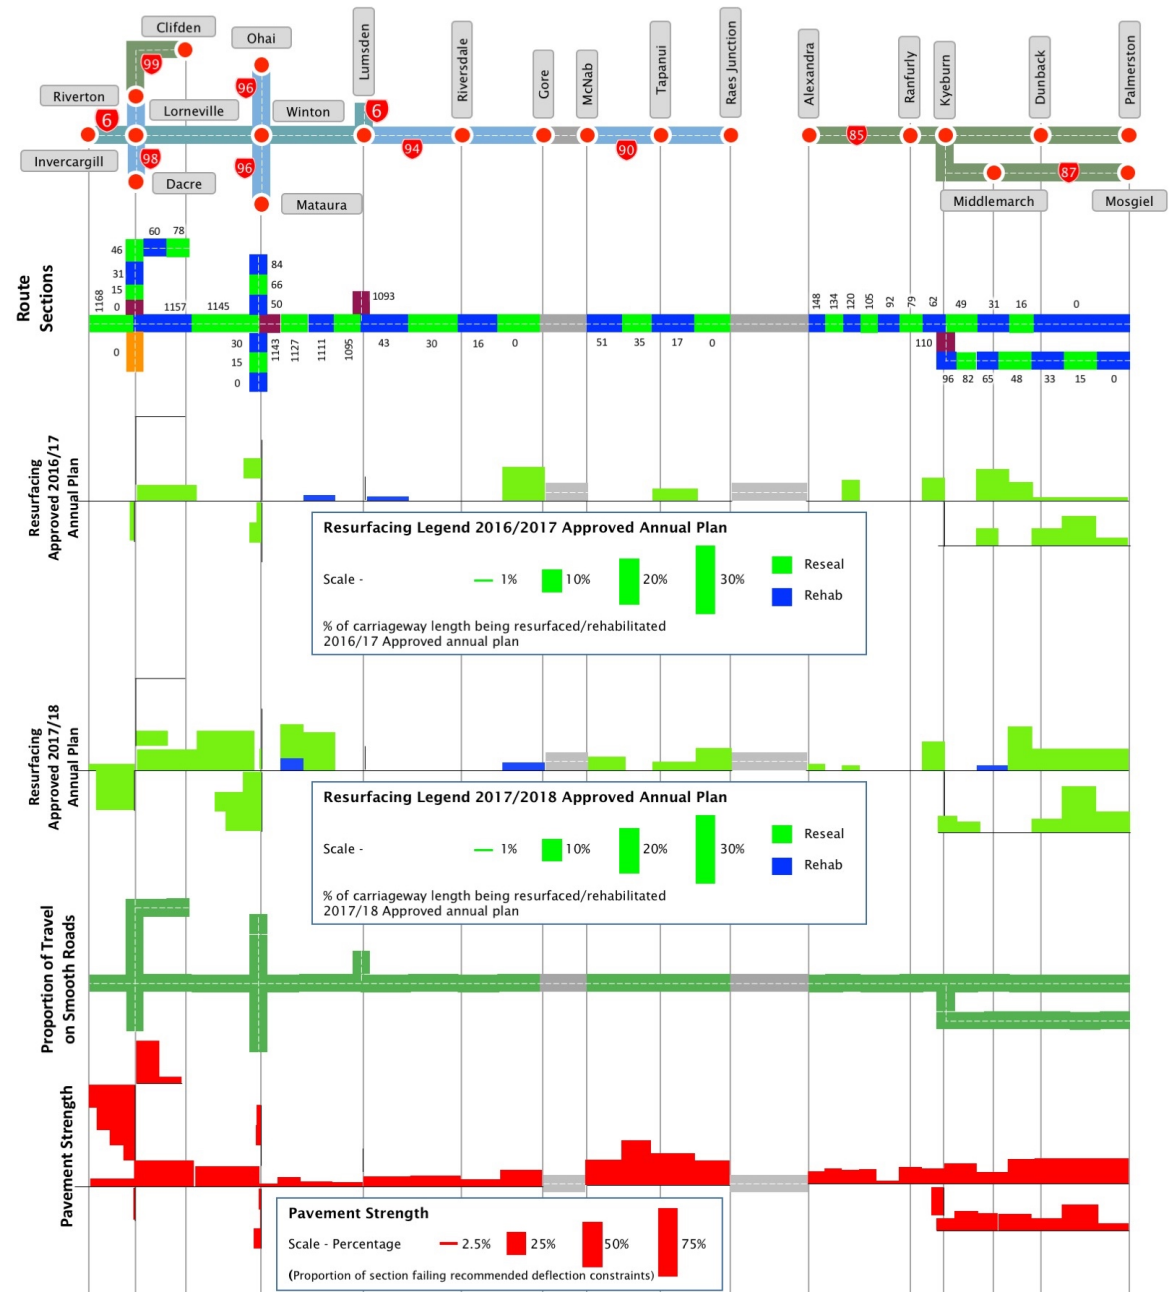 Clifden
Ohai
Lumsden
Riversdale
Gore
McNab
Tapanui
Raes Junction
Alexandra
Ranfurly
Kyeburn
Dunback
Palmerston
99
96
Riverton
Lorneville
Winton
6
6
94
90
85
Invercargill
98
96
87
Dacre
Mataura
Middlemarch
Mosgiel
Route
Sections
60 78
46
31
15
0
84
66
50
1168
1157 1145
1093
148 134 120 105 92 79 62 49 31 16 0
0
30
15
0
1143 1127 1111 1095 43 30 16 0 51 35 17 0
110
96 82 65 48 33 15 0
Resurfacing
Approved 2016/17
Annual Plan
Resurfacing Legend 2016/2017 Approved Annual Plan
Scale - 1% 10% 20% 30%
Reseal
Rehab
% of carriageway length being resurfaced/rehabilitated
2016/17 Approved annual plan
Resurfacing
Approved 2017/18
Annual Plan
Resurfacing Legend 2017/2018 Approved Annual Plan
Scale - 1% 10% 20% 30%
Reseal
Rehab
% of carriageway length being resurfaced/rehabilitated
2017/18 Approved annual plan
Proportion of Travel
on Smooth Roads
Pavement Strength
Pavement Strength
Scale - Percentage 2.5% 25% 50% 75%
(Proportion of section failing recommended deflection constraints)